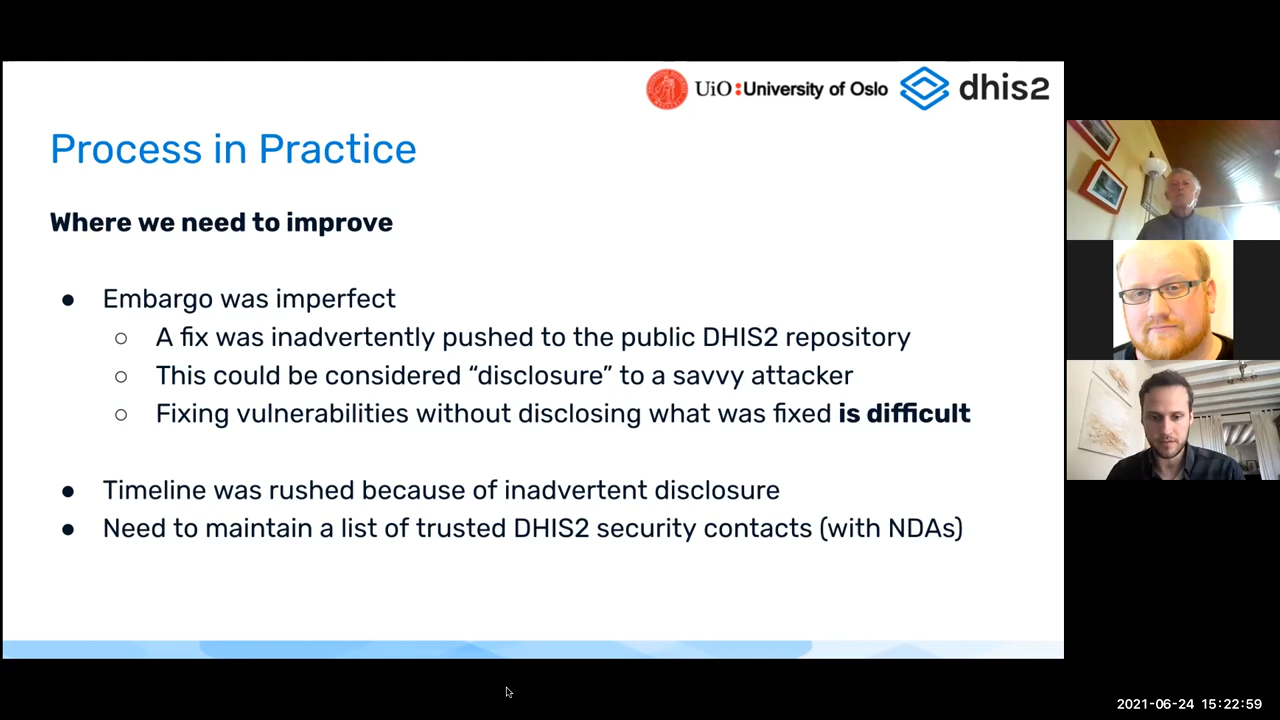 UiO:University of Oslo
dhis2
Process in Practice
Where we need to improve
● Embargo was imperfect
○ A fix was inadvertently pushed to the public DHIS2 repository
○ This could be considered “disclosure” to a savvy attacker
○ Fixing vulnerabilities without disclosing what was fixed is difficult
● Timeline was rushed because of inadvertent disclosure
● Need to maintain a list of trusted DHIS2 security contacts (with NDAs)
2021-06-24 15:22:59